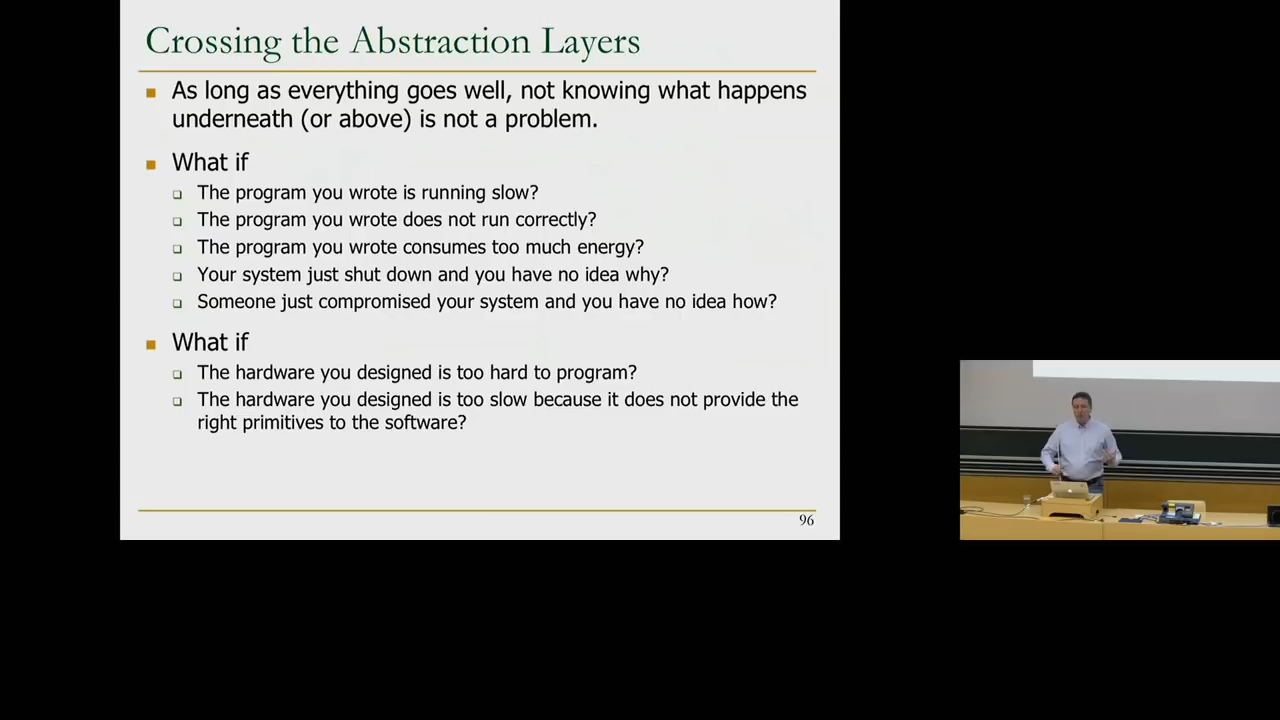 Crossing the Abstraction Layers
As long as everything goes well, not knowing what happens
underneath (or above) is not a problem.
What if
The program you wrote is running slow?
The program you wrote does not run correctly?
The program you wrote consumes too much energy?
Your system just shut down and you have no idea why?
Someone just compromised your system and you have no idea how?
What if
The hardware you designed is too hard to program?
The hardware you designed is too slow because it does not provide the
right primitives to the software?
96